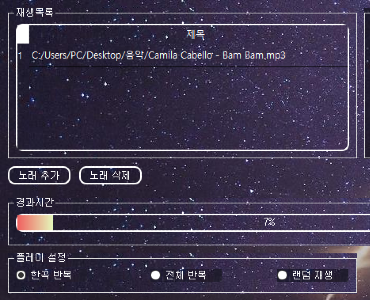 재생목록
제목
1 C:/Users/PC/Desktop/음악/Camila Cabello - Bam Bam.mp3
노래 추가 노래 삭제
경과시간
7%
플레이 설정
한곡 반복 전체 반복 랜덤 재생